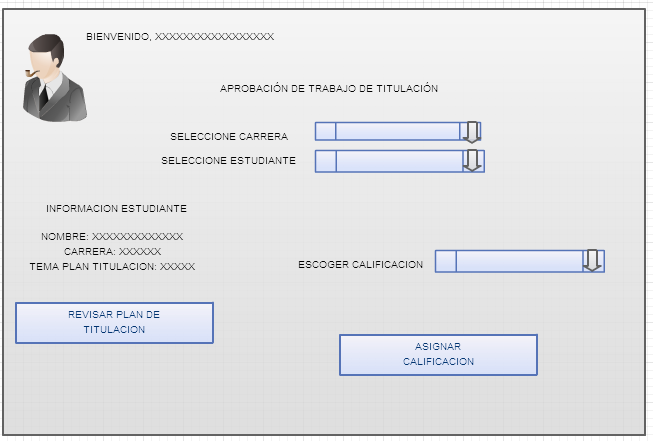 BIENVENIDO, XXXXXXXXXXXXXXXXX
APROBACIÓN DE TRABAJO DE TITULACIÓN
SELECCIONE CARRERA
SELECCIONE ESTUDIANTE
INFORMACION ESTUDIANTE
NOMBRE: XXXXXXXXXXXXX
CARRERA: XXXXXX
TEMA PLAN TITULACION: XXXXX
ESCOGER CALIFICACION
REVISAR PLAN DE
TITULACION
ASIGNAR
CALIFICACION